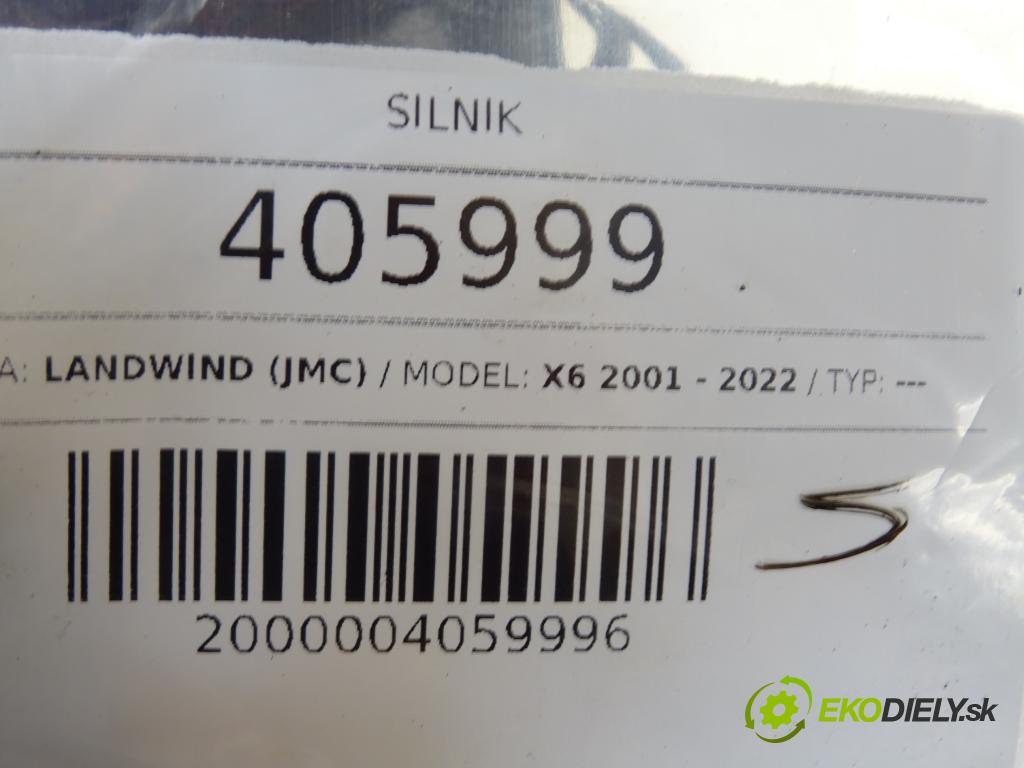 SILNIK
405999
A: LANDWIND (JMC) / MODEL: X6 2001 - 2022 / TYP: ---
5
2000004059996
EKODIELY.sk